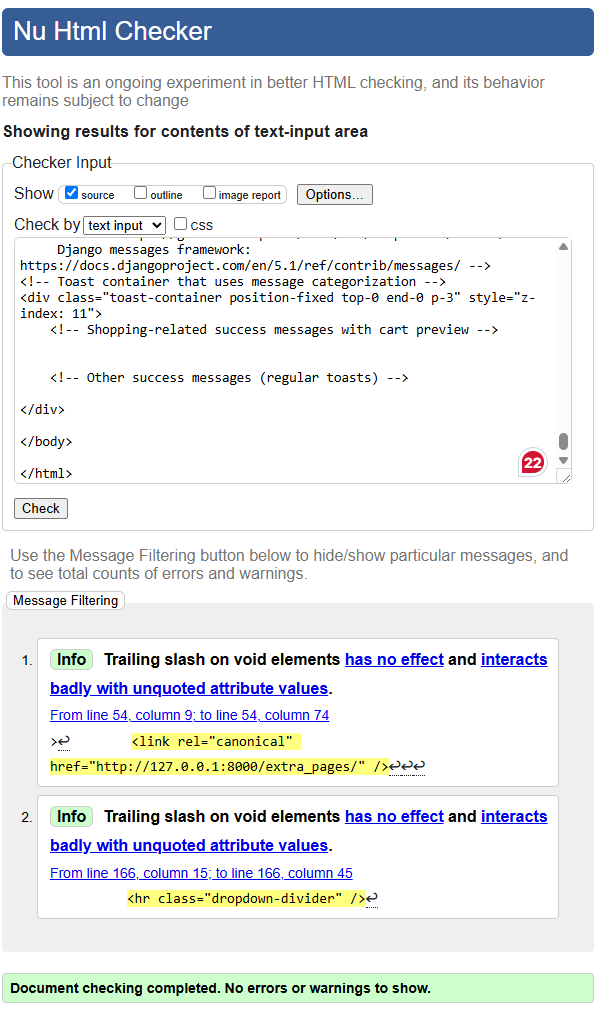 Nu Html Checker
This tool is an ongoing experiment in better HTML checking, and its behavior
remains subject to change
Showing results for contents of text-input area
Checker Input
Show source outline image report Options...
Check by text input css
Django messages framework:
https://docs.djangoproject.com/en/5.1/ref/contrib/messages/ -->
<!-- Toast container that uses message categorization -->
<div class="toast-container position-fixed top-0 end-0 p-3" style="z-
index: 11">
<!-- Shopping-related success messages with cart preview -->
<!-- Other success messages (regular toasts) -->
</div>
</body>
22
</html>
Check
Use the Message Filtering button below to hide/show particular messages, and
to see total counts of errors and warnings.
Message Filtering
1. Info Trailing slash on void elements has no effect and interacts
badly with unquoted attribute values.
From line 54, column 9; to line 54, column 74
>↩ <link rel="canonical"
href="http://127.0.0.1:8000/extra_pages/" />↩↩↩
2. Info Trailing slash on void elements has no effect and interacts
badly with unquoted attribute values.
From line 166, column 15; to line 166, column 45
<hr class="dropdown-divider" />↩
Document checking completed. No errors or warnings to show.